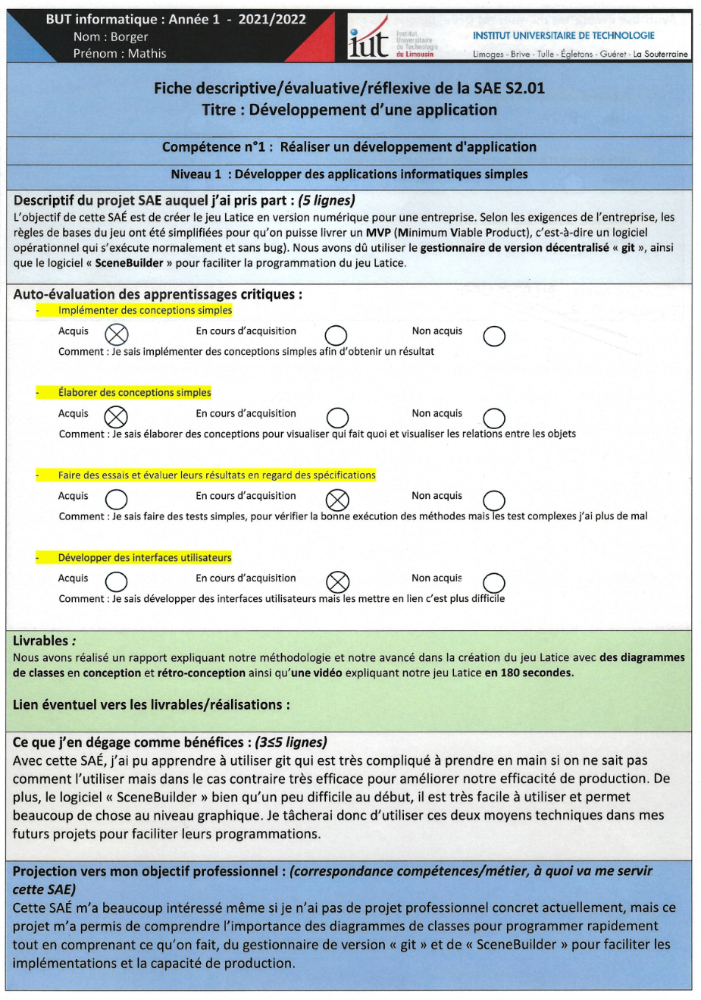 BUT informatique : Année 1 - 2021/2022
Nom : Borger
Prénom : Mathis
iut
Institut
Universitaire
de Technologie
du Limousin
INSTITUT UNIVERSITAIRE DE TECHNOLOGIE
Limoges - Brive - Tulle - Égletons - Guéret - La Souterraine
Fiche descriptive/évaluative/réflexive de la SAE S2.01
Titre : Développement d'une application
Compétence n°1 : Réaliser un développement d'application
Niveau 1 : Développer des applications informatiques simples
Descriptif du projet SAE auquel j'ai pris part : (5 lignes)
L'objectif de cette SAÉ est de créer le jeu Latice en version numérique pour une entreprise. Selon les exigences de l'entreprise, les
règles de bases du jeu ont été simplifiées pour qu'on puisse livrer un MVP (Minimum Viable Product), c'est-à-dire un logiciel
opérationnel qui s'exécute normalement et sans bug). Nous avons dû utiliser le gestionnaire de version décentralisé « git », ainsi
que le logiciel « SceneBuilder » pour faciliter la programmation du jeu Latice.
Auto-évaluation des apprentissages critiques :
- Implémenter des conceptions simples
Acquis En cours d'acquisition Non acquis
Comment : Je sais implémenter des conceptions simples afin d'obtenir un résultat
- Élaborer des conceptions simples
Acquis En cours d'acquisition Non acquis
Comment : Je sais élaborer des conceptions pour visualiser qui fait quoi et visualiser les relations entre les objets
- Faire des essais et évaluer leurs résultats en regard des spécifications
Acquis En cours d'acquisition Non acquis
Comment : Je sais faire des tests simples, pour vérifier la bonne exécution des méthodes mais les test complexes j'ai plus de mal
- Développer des interfaces utilisateurs
Acquis En cours d'acquisition Non acquis
Comment : Je sais développer des interfaces utilisateurs mais les mettre en lien c'est plus difficile
Livrables :
Nous avons réalisé un rapport expliquant notre méthodologie et notre avancé dans la création du jeu Latice avec des diagrammes
de classes en conception et rétro-conception ainsi qu'une vidéo expliquant notre jeu Latice en 180 secondes.
Lien éventuel vers les livrables/réalisations :
Ce que j'en dégage comme bénéfices : (3≤5 lignes)
Avec cette SAÉ, j'ai pu apprendre à utiliser git qui est très compliqué à prendre en main si on ne sait pas
comment l'utiliser mais dans le cas contraire très efficace pour améliorer notre efficacité de production. De
plus, le logiciel « SceneBuilder » bien qu'un peu difficile au début, il est très facile à utiliser et permet
beaucoup de chose au niveau graphique. Je tâcherai donc d'utiliser ces deux moyens techniques dans mes
futurs projets pour faciliter leurs programmations.
Projection vers mon objectif professionnel : (correspondance compétences/métier, à quoi va me servir
cette SAE)
Cette SAÉ m'a beaucoup intéressé même si je n'ai pas de projet professionnel concret actuellement, mais ce
projet m'a permis de comprendre l'importance des diagrammes de classes pour programmer rapidement
tout en comprenant ce qu'on fait, du gestionnaire de version « git » et de « SceneBuilder » pour faciliter les
implémentations et la capacité de production.